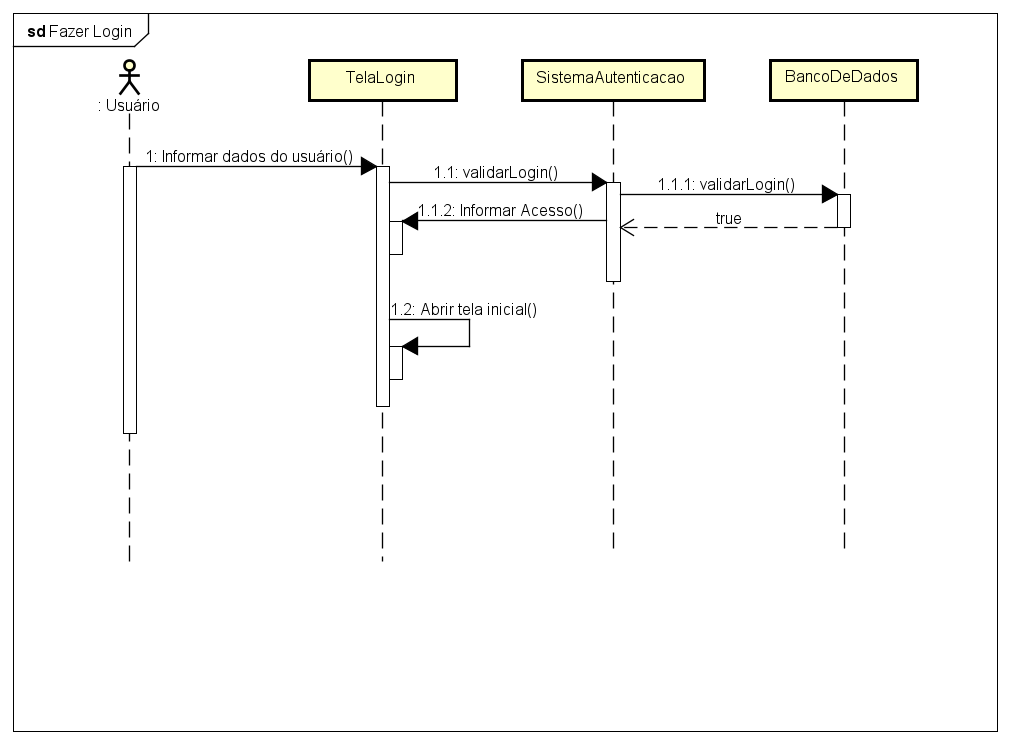 sd Fazer Login
: Usuário
TelaLogin
SistemaAutenticacao
BancoDeDados
1: Informar dados do usuário()
1.1: validarLogin()
1.1.1: validarLogin()
1.1.2: Informar Acesso()
true
1.2: Abrir tela inicial()